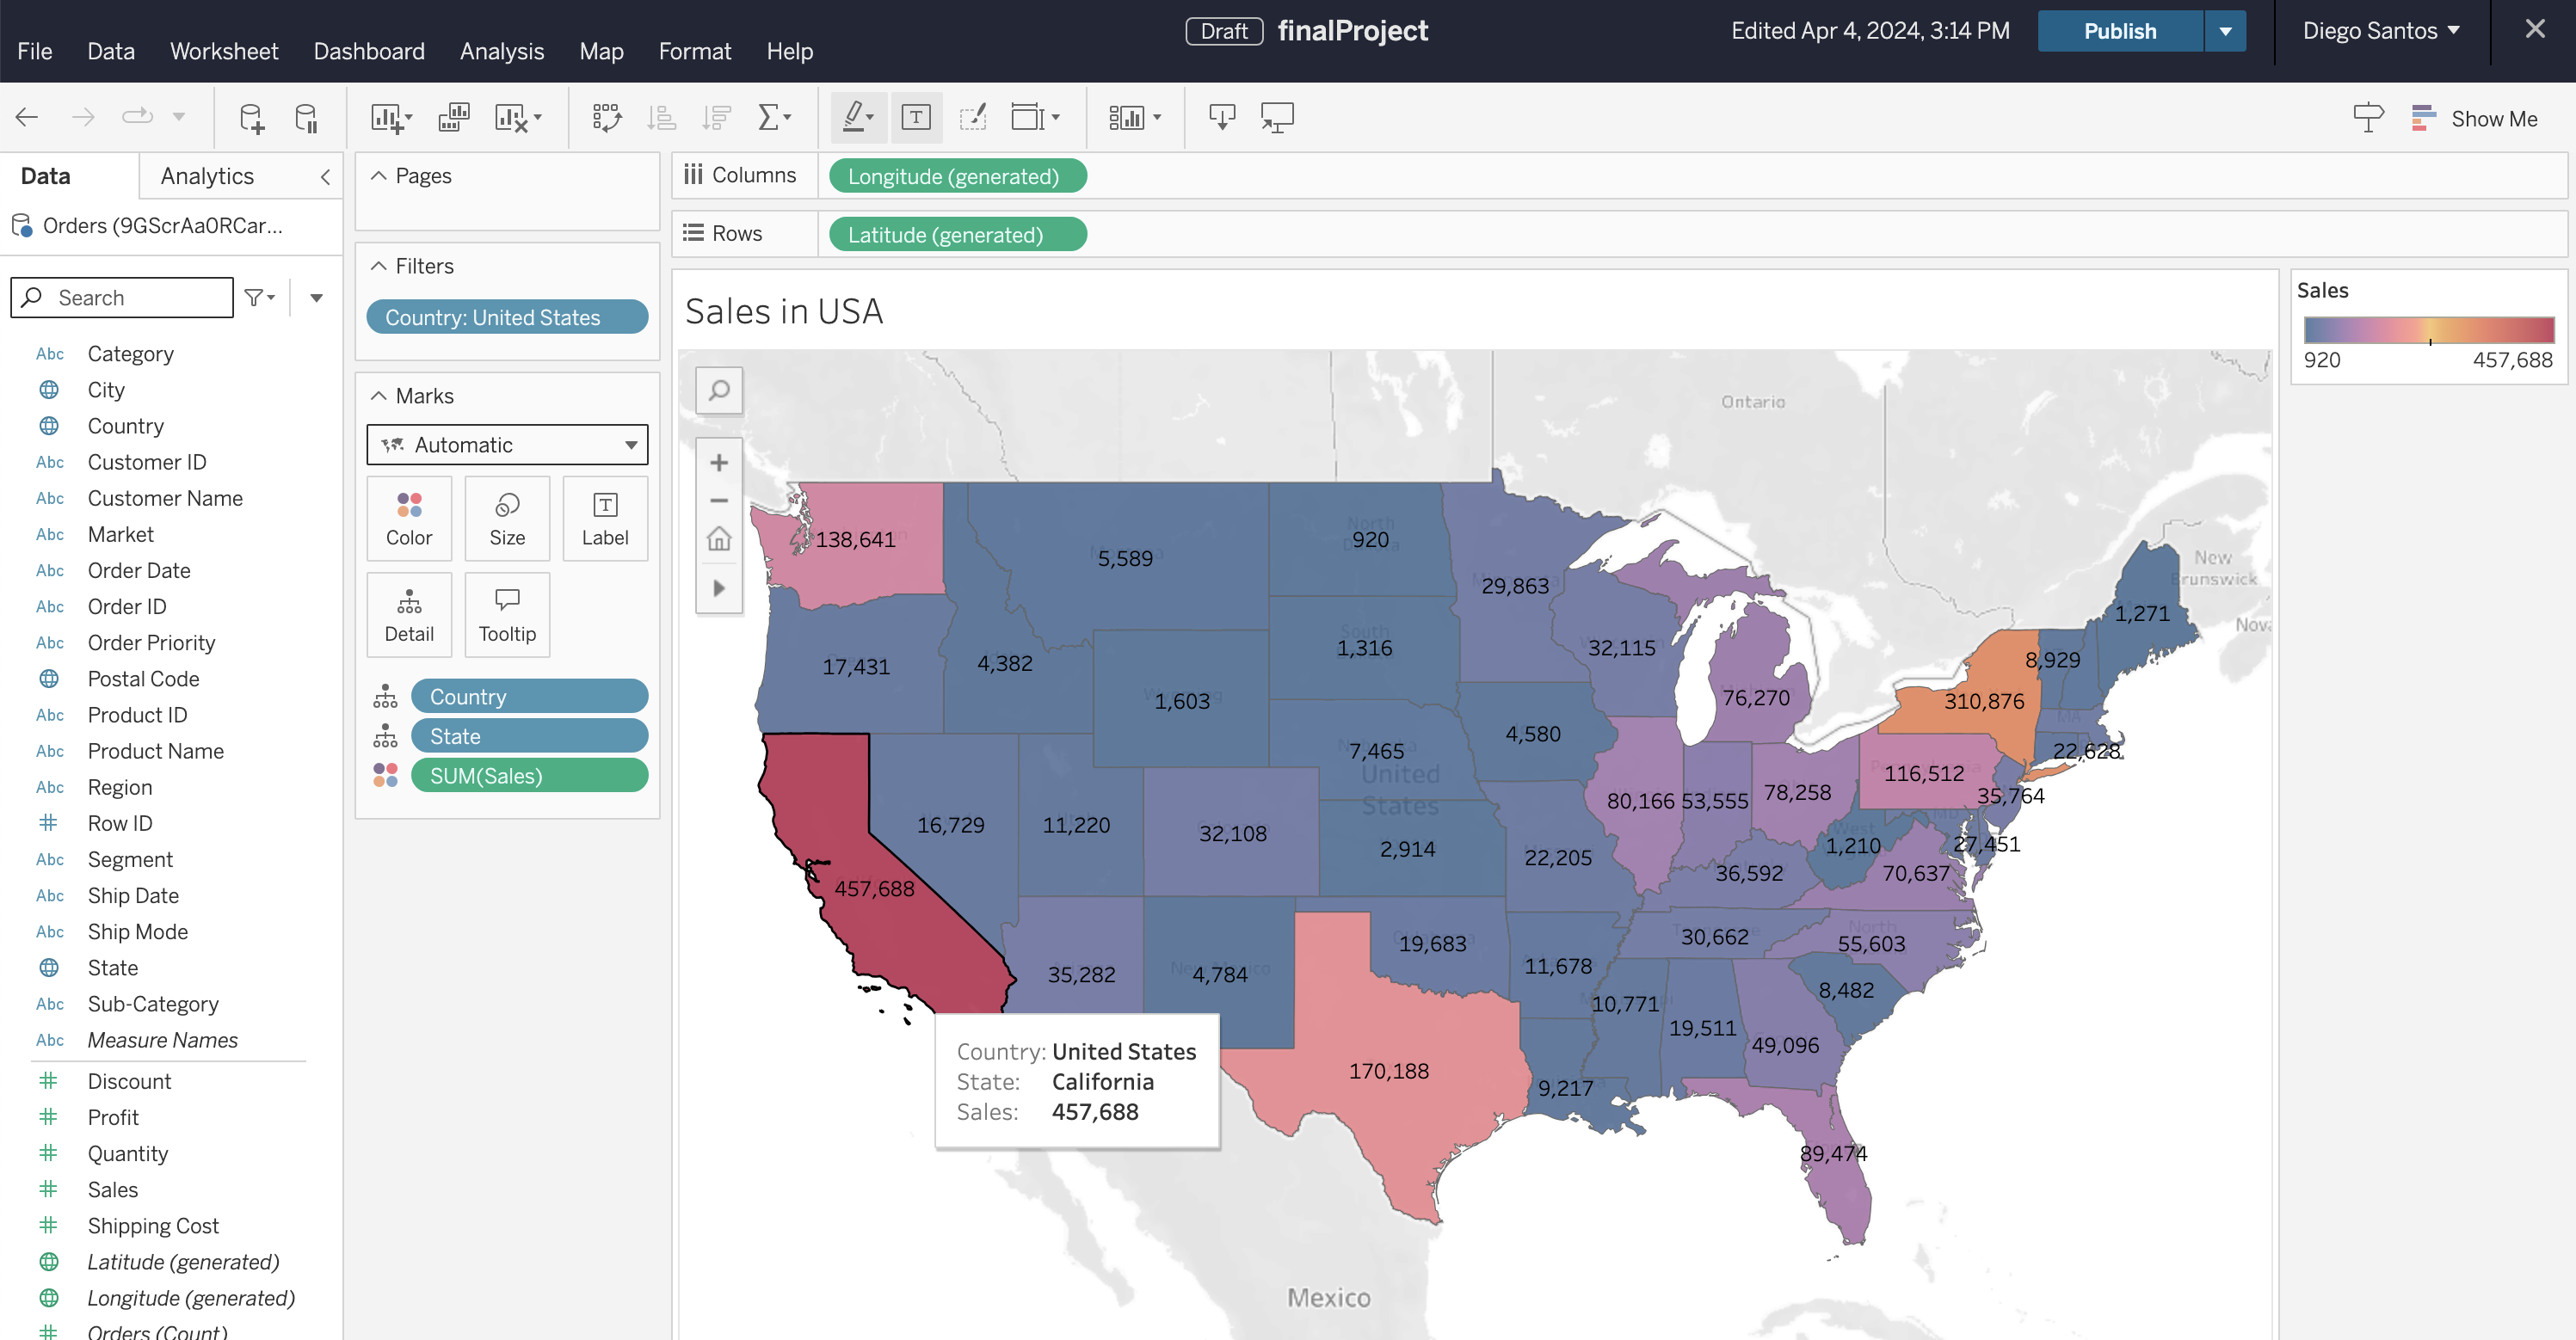 Draft finalProject
Edited Apr 4, 2024, 3:14 PM
Publish
Diego Santos
File Data Worksheet Dashboard Analysis Map Format Help
Show Me
Data
Analytics
Orders (9GScrAa0RCar...
Search
Abc Category
City
Country
Abc Customer ID
Abc Customer Name
Abc Market
Abc Order Date
Abc Order ID
Abc Order Priority
Postal Code
Abc Product ID
Abc Product Name
Abc Region
# Row ID
Abc Segment
Abc Ship Date
Abc Ship Mode
State
Abc Sub-Category
Abc Measure Names
# Discount
# Profit
# Quantity
# Sales
# Shipping Cost
Latitude (generated)
Longitude (generated)
# Orders (Count)
Pages
Filters
Country: United States
Marks
Automatic
Color
Size
T
Label
Detail
Tooltip
Country
State
SUM(Sales)
Columns
Longitude (generated)
Rows
Latitude (generated)
Sales in USA
Ontario
138,641
5,589
North
920
29,863
New
Brunswick
1,271
Nova
17,431
4,382
South
1,316
32,115
8,929
1,603
76,270
310,876
MA
4,580
7,465
22,628
United
States
116,512
35,764
80,166
53,555
78,258
16,729
11,220
32,108
2,914
22,205
West
1,210
MD
27,451
36,592
70,637
457,688
35,282
New Mexico
4,784
19,683
11,678
30,662
North
55,603
10,771
19,511
49,096
8,482
170,188
9,217
89,474
Mexico
Country: United States
State: California
Sales: 457,688
Sales
920
457,688